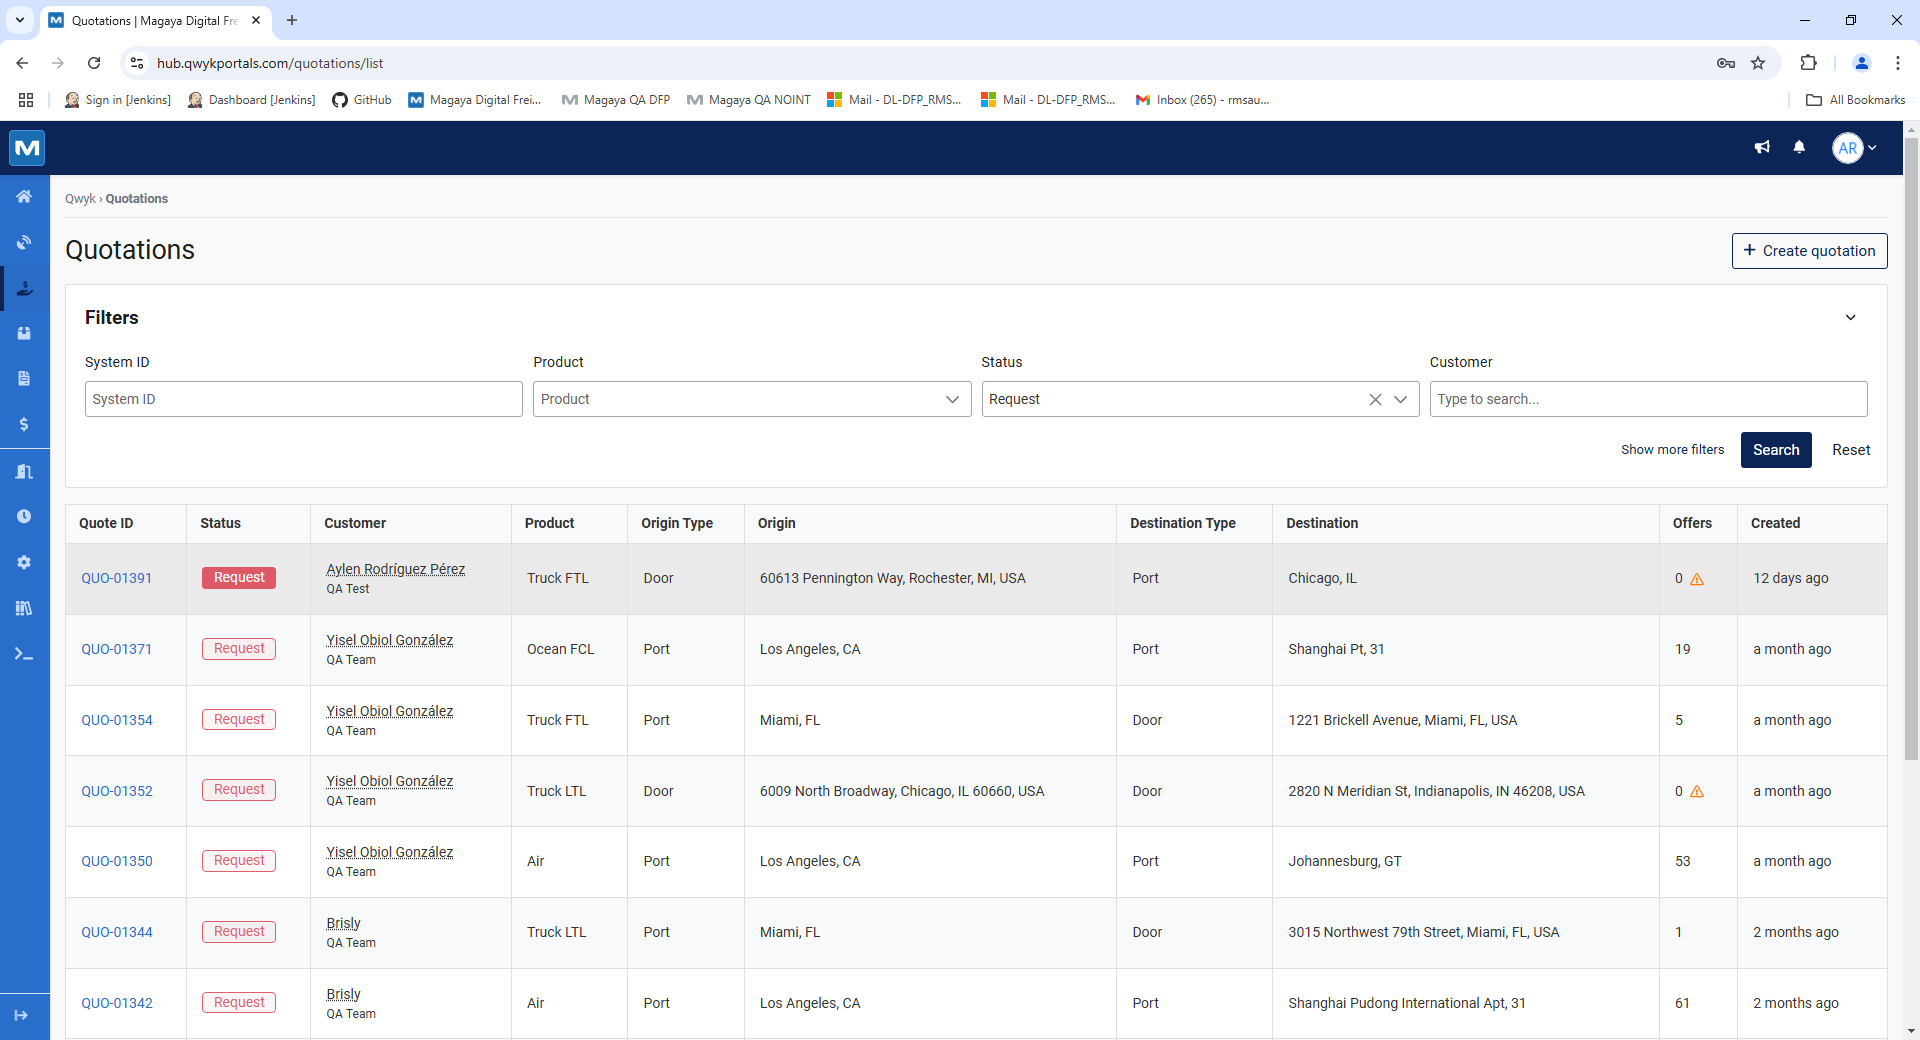 Quotations | Magaya Digital Fre
hub.qwykportals.com/quotations/list
Sign in [Jenkins]
Dashboard [Jenkins]
GitHub
Magaya Digital Frei...
Magaya QA DFP
Magaya QA NOINT
Mail - DL-DFP_RMS...
Mail - DL-DFP_RMS...
Inbox (265) - rmsau...
All Bookmarks
AR
Qwyk › Quotations
Quotations
+ Create quotation
Filters
System ID
Product
Status
Customer
System ID
Product
Request
Type to search...
Show more filters
Search
Reset
Quote ID Status Customer Product Origin Type Origin Destination Type Destination Offers Created
QUO-01391 Request Aylen Rodríguez Pérez Truck FTL Door 60613 Pennington Way, Rochester, MI, USA Port Chicago, IL 0 12 days ago
QA Test
QUO-01371 Request Yisel Obiol González Ocean FCL Port Los Angeles, CA Port Shanghai Pt, 31 19 a month ago
QA Team
QUO-01354 Request Yisel Obiol González Truck FTL Port Miami, FL Door 1221 Brickell Avenue, Miami, FL, USA 5 a month ago
QA Team
QUO-01352 Request Yisel Obiol González Truck LTL Door 6009 North Broadway, Chicago, IL 60660, USA Door 2820 N Meridian St, Indianapolis, IN 46208, USA 0 a month ago
QA Team
QUO-01350 Request Yisel Obiol González Air Port Los Angeles, CA Port Johannesburg, GT 53 a month ago
QA Team
QUO-01344 Request Brisly Truck LTL Port Miami, FL Door 3015 Northwest 79th Street, Miami, FL, USA 1 2 months ago
QA Team
QUO-01342 Request Brisly Air Port Los Angeles, CA Port Shanghai Pudong International Apt, 31 61 2 months ago
QA Team